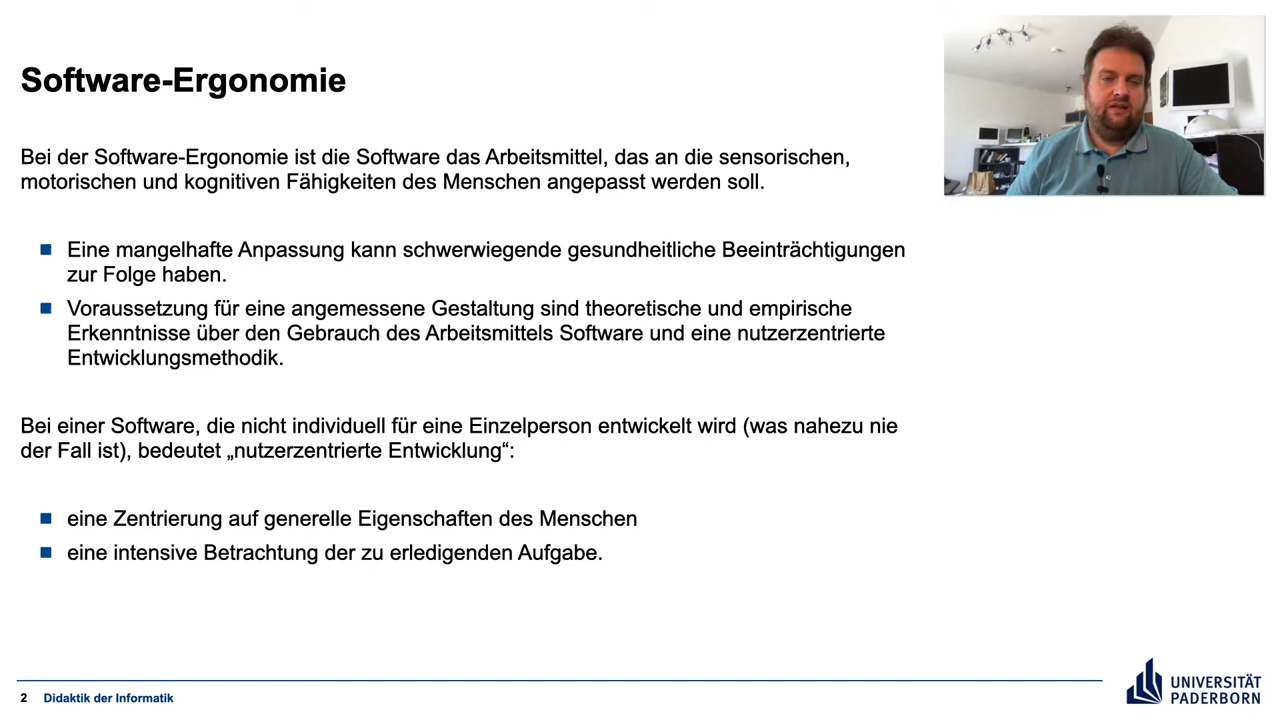 Software-Ergonomie
Bei der Software-Ergonomie ist die Software das Arbeitsmittel, das an die sensorischen,
motorischen und kognitiven Fähigkeiten des Menschen angepasst werden soll.
Eine mangelhafte Anpassung kann schwerwiegende gesundheitliche Beeinträchtigungen
zur Folge haben.
Voraussetzung für eine angemessene Gestaltung sind theoretische und empirische
Erkenntnisse über den Gebrauch des Arbeitsmittels Software und eine nutzerzentrierte
Entwicklungsmethodik.
Bei einer Software, die nicht individuell für eine Einzelperson entwickelt wird (was nahezu nie
der Fall ist), bedeutet „nutzerzentrierte Entwicklung“:
eine Zentrierung auf generelle Eigenschaften des Menschen
eine intensive Betrachtung der zu erledigenden Aufgabe.
2 Didaktik der Informatik
UNIVERSITÄT
PADERBORN